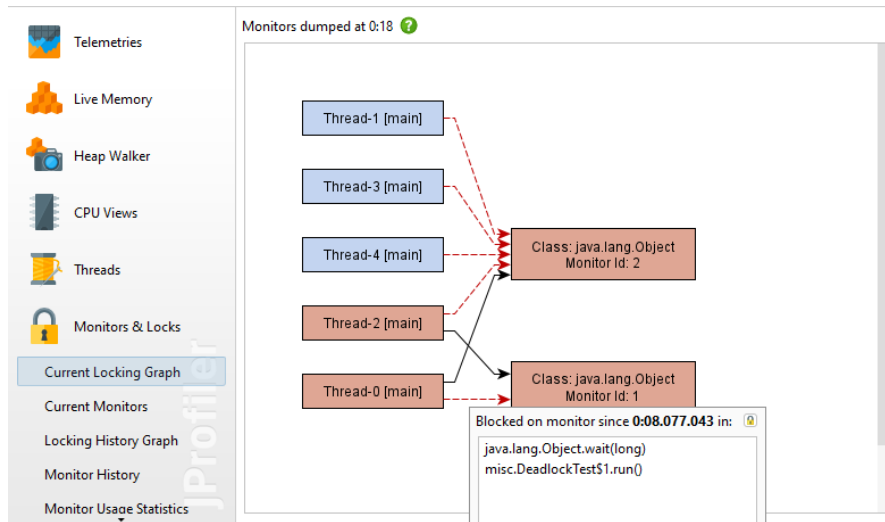 Telemetries
Live Memory
Heap Walker
CPU Views
Threads
Monitors & Locks
Current Locking Graph
Current Monitors
Locking History Graph
Monitor History
Monitor Usage Statistics
JProfiler
Monitors dumped at 0:18
Thread-1 [main]
Thread-3 [main]
Thread-4 [main]
Thread-2 [main]
Thread-0 [main]
Class: java.lang.Object
Monitor Id: 2
Class: java.lang.Object
Monitor Id: 1
Blocked on monitor since 0:08.077.043 in:
java.lang.Object.wait(long)
misc.DeadlockTest$1.run()